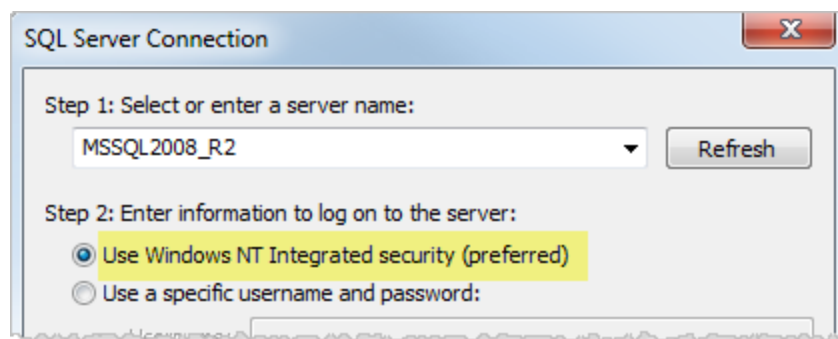 SQL Server Connection
Step 1: Select or enter a server name:
MSSQL2008_R2
Refresh
Step 2: Enter information to log on to the server:
Use Windows NT Integrated security (preferred)
Use a specific username and password: